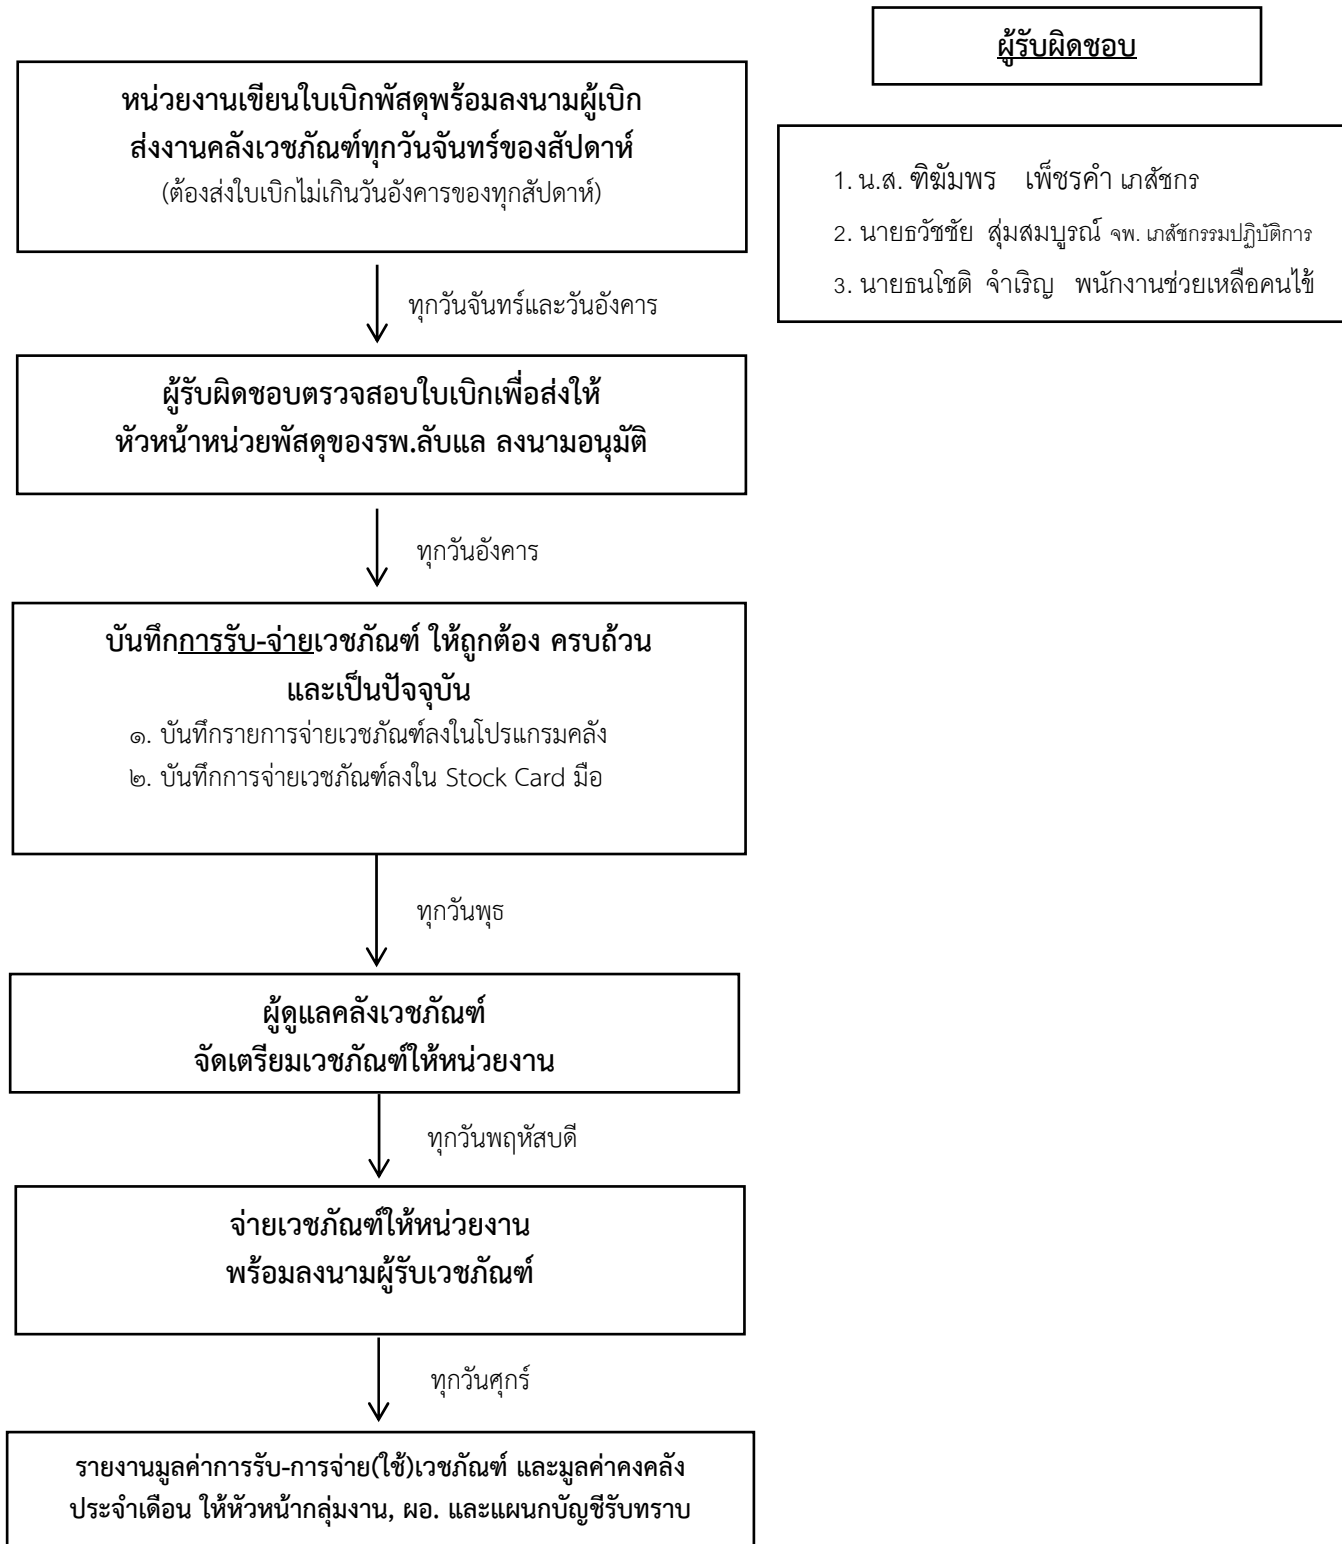 ผู้รับผิดชอบ
หน่วยงานเขียนใบเบิกพัสดุพร้อมลงนามผู้เบิก
ส่งงานคลังเวชภัณฑ์ทุกวันจันทร์ของสัปดาห์
(ต้องส่งใบเบิกไม่เกินวันอังคารของทุกสัปดาห์)
1. น.ส. ฑิฆัมพร เพ็ชรคำ เภสัชกร
2. นายธวัชชัย สุ่มสมบูรณ์ จพ. เภสัชกรรมปฏิบัติการ
3. นายธนโชติ จำเริญ พนักงานช่วยเหลือคนไข้
ทุกวันจันทร์และวันอังคาร
ผู้รับผิดชอบตรวจสอบใบเบิกเพื่อส่งให้
หัวหน้าหน่วยพัสดุของรพ.ลับแล ลงนามอนุมัติ
ทุกวันอังคาร
บันทึกการรับ-จ่ายเวชภัณฑ์ ให้ถูกต้อง ครบถ้วน
และเป็นปัจจุบัน
๑. บันทึกรายการจ่ายเวชภัณฑ์ลงในโปรแกรมคลัง
๒. บันทึกการจ่ายเวชภัณฑ์ลงใน Stock Card มือ
ทุกวันพุธ
ผู้ดูแลคลังเวชภัณฑ์
จัดเตรียมเวชภัณฑ์ให้หน่วยงาน
ทุกวันพฤหัสบดี
จ่ายเวชภัณฑ์ให้หน่วยงาน
พร้อมลงนามผู้รับเวชภัณฑ์
ทุกวันศุกร์
รายงานมูลค่าการรับ-การจ่าย(ใช้)เวชภัณฑ์ และมูลค่าคงคลัง
ประจำเดือน ให้หัวหน้ากลุ่มงาน, ผอ. และแผนกบัญชีรับทราบ